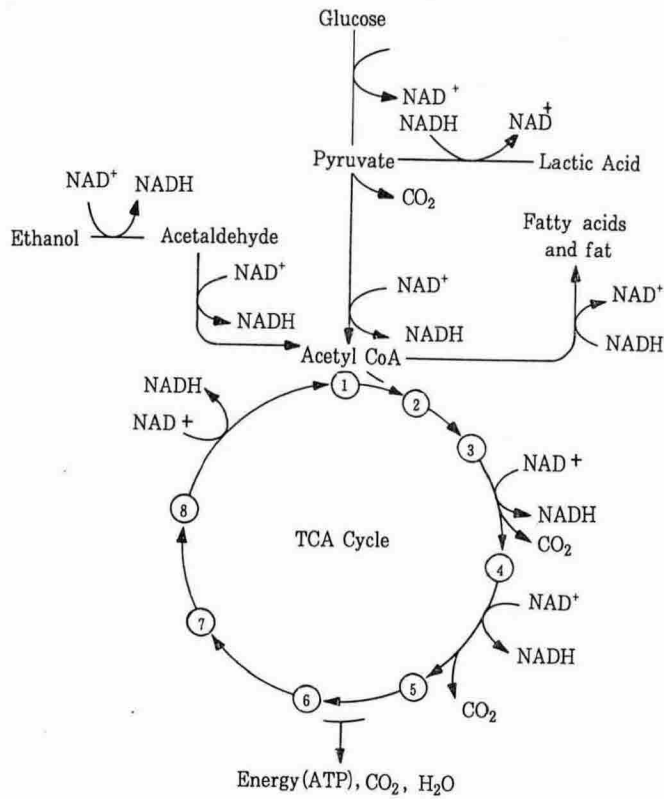 Glucose
NAD+
NADH
NAD+
Pyruvate
Lactic Acid
CO₂
NAD+
NADH
Ethanol
Acetaldehyde
Fatty acids
and fat
NAD+
NADH
NAD+
NADH
NAD+
NADH
Acetyl CoA
NADH
NAD+
1
2
3
NAD+
NADH
CO₂
8
TCA Cycle
4
NAD+
NADH
7
5
6
CO₂
Energy(ATP), CO₂, H₂O